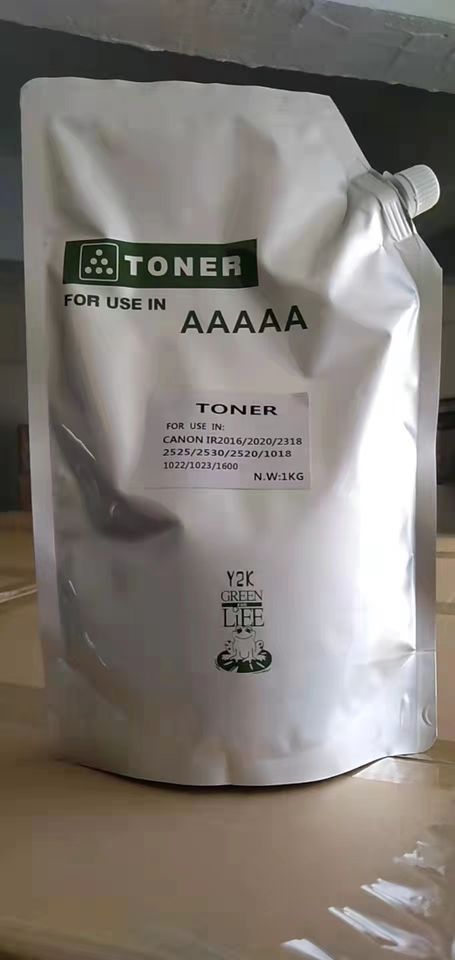 TONER
FOR USE IN
AAAAA
TONER
FOR USE IN:
CANON IR2016/2020/2318
2525/2530/2520/1018
1022/1023/1600
N.W:1KG
Y2K
GREEN
LiFE